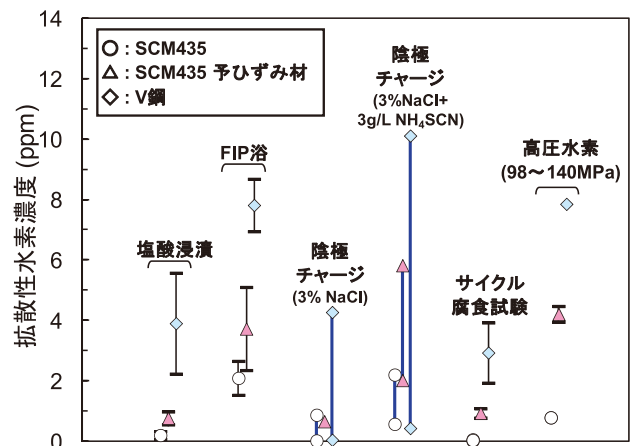 14
12
10
8
6
4
2
0
拡散性水素濃度 (ppm)
○ : SCM435
△ : SCM435 予ひずみ材
◇ : V鋼
塩酸浸漬
FIP浴
陰極
チャージ
(3% NaCl)
陰極
チャージ
(3%NaCl+
3g/L NH₄SCN)
サイクル
腐食試験
高圧水素
(98～140MPa)